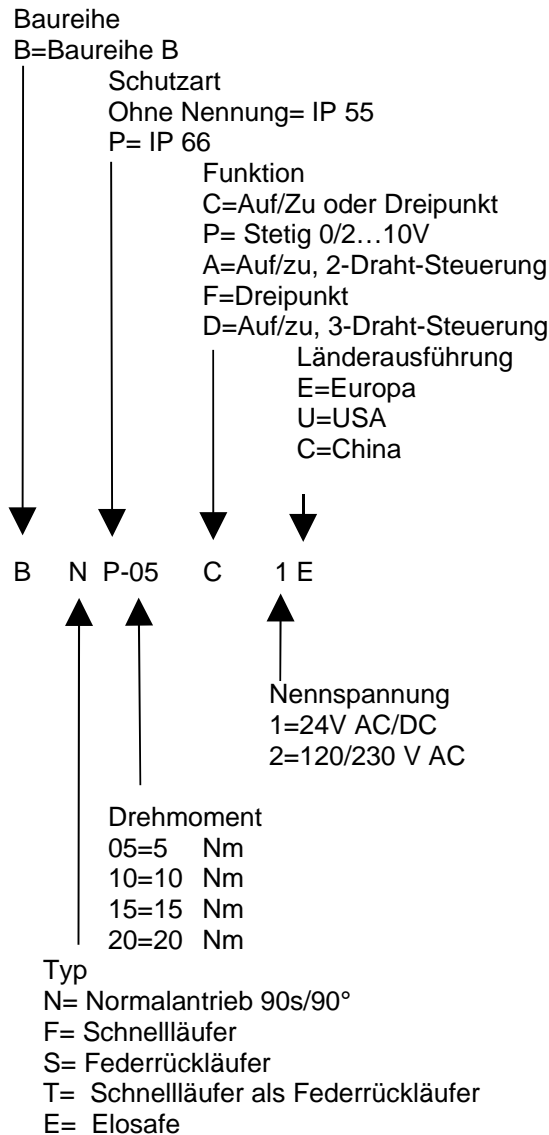 Baureihe
B=Baureihe B
Schutzart
Ohne Nennung= IP 55
P= IP 66
Funktion
C=Auf/Zu oder Dreipunkt
P= Stetig 0/2…10V
A=Auf/zu, 2-Draht-Steuerung
F=Dreipunkt
D=Auf/zu, 3-Draht-Steuerung
Länderausführung
E=Europa
U=USA
C=China
B N P-05 C 1 E
Nennspannung
1=24V AC/DC
2=120/230 V AC
Drehmoment
05=5 Nm
10=10 Nm
15=15 Nm
20=20 Nm
Typ
N= Normalantrieb 90s/90°
F= Schnellläufer
S= Federrückläufer
T= Schnellläufer als Federrückläufer
E= Elosafe